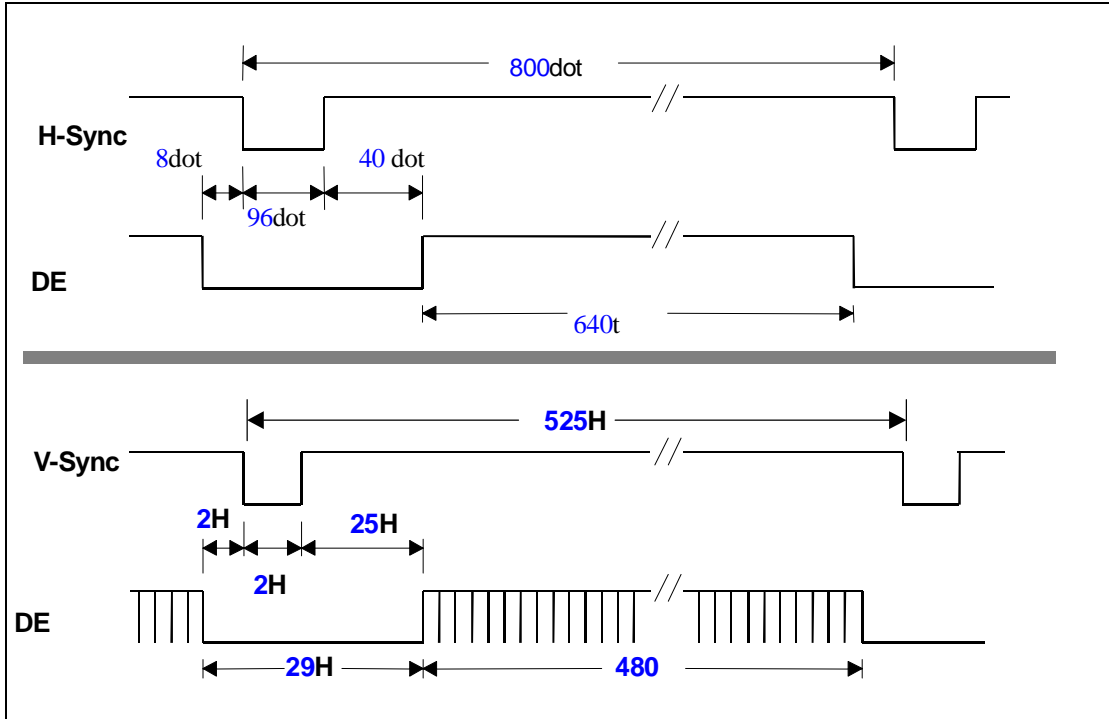 800dot
H-Sync
8dot
40 dot
96dot
DE
640t
525H
V-Sync
2H
25H
2H
DE
29H
480